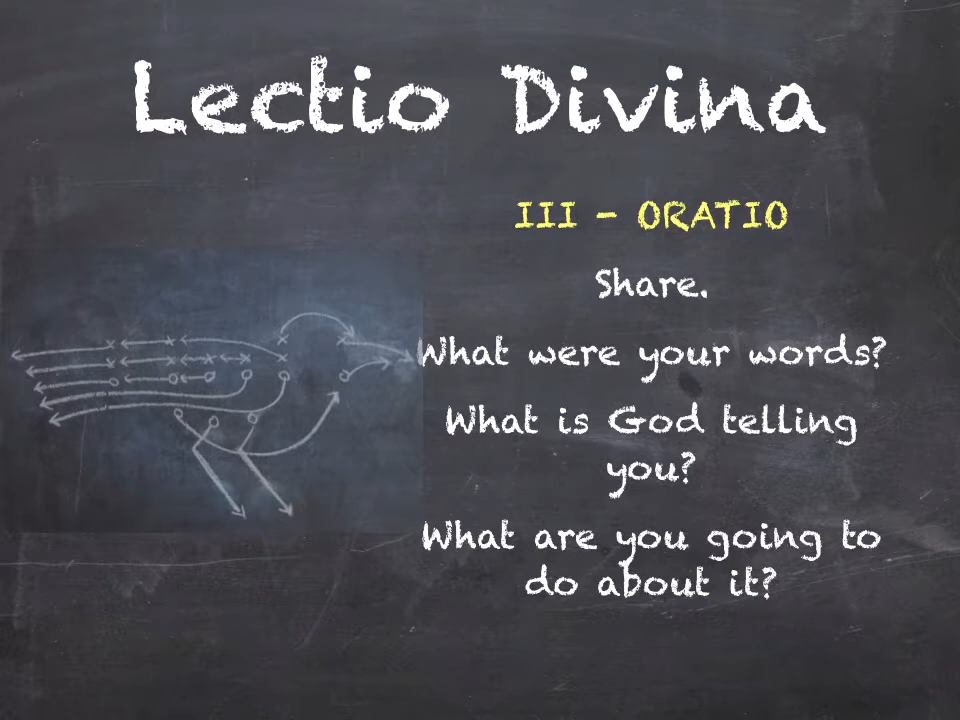 Lectio Divina
III - ORATIO
Share.
What were your words?
What is God telling
you?
What are you going to
do about it?